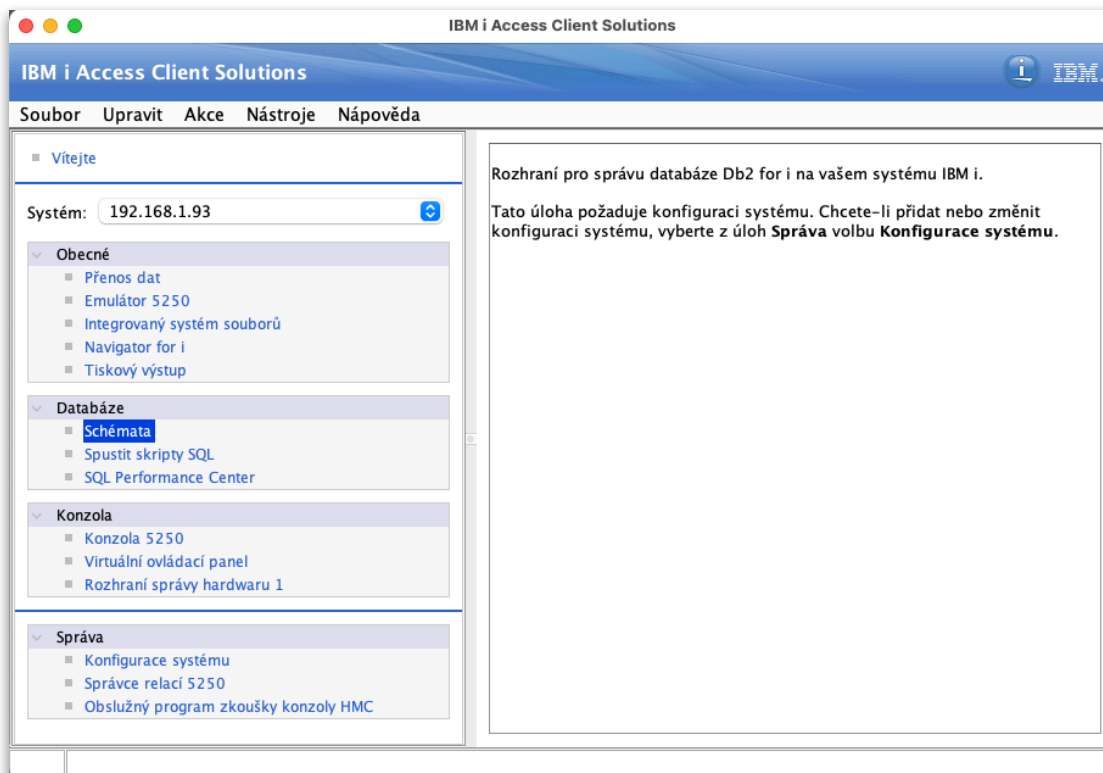 IBM i Access Client Solutions
IBM i Access Client Solutions
IBM.
Soubor Upravit Akce Nástroje Nápověda
Vítejte
Systém: 192.168.1.93
Obecné
Přenos dat
Emulátor 5250
Integrovaný systém souborů
Navigator for i
Tiskový výstup
Databáze
Schémata
Spustit skripty SQL
SQL Performance Center
Konzola
Konzola 5250
Virtuální ovládací panel
Rozhraní správy hardwaru 1
Správa
Konfigurace systému
Správce relací 5250
Obslužný program zkoušky konzoly HMC
Rozhraní pro správu databáze Db2 for i na vašem systému IBM i.
Tato úloha požaduje konfiguraci systému. Chcete-li přidat nebo změnit
konfiguraci systému, vyberte z úloh Správa volbu Konfigurace systému.